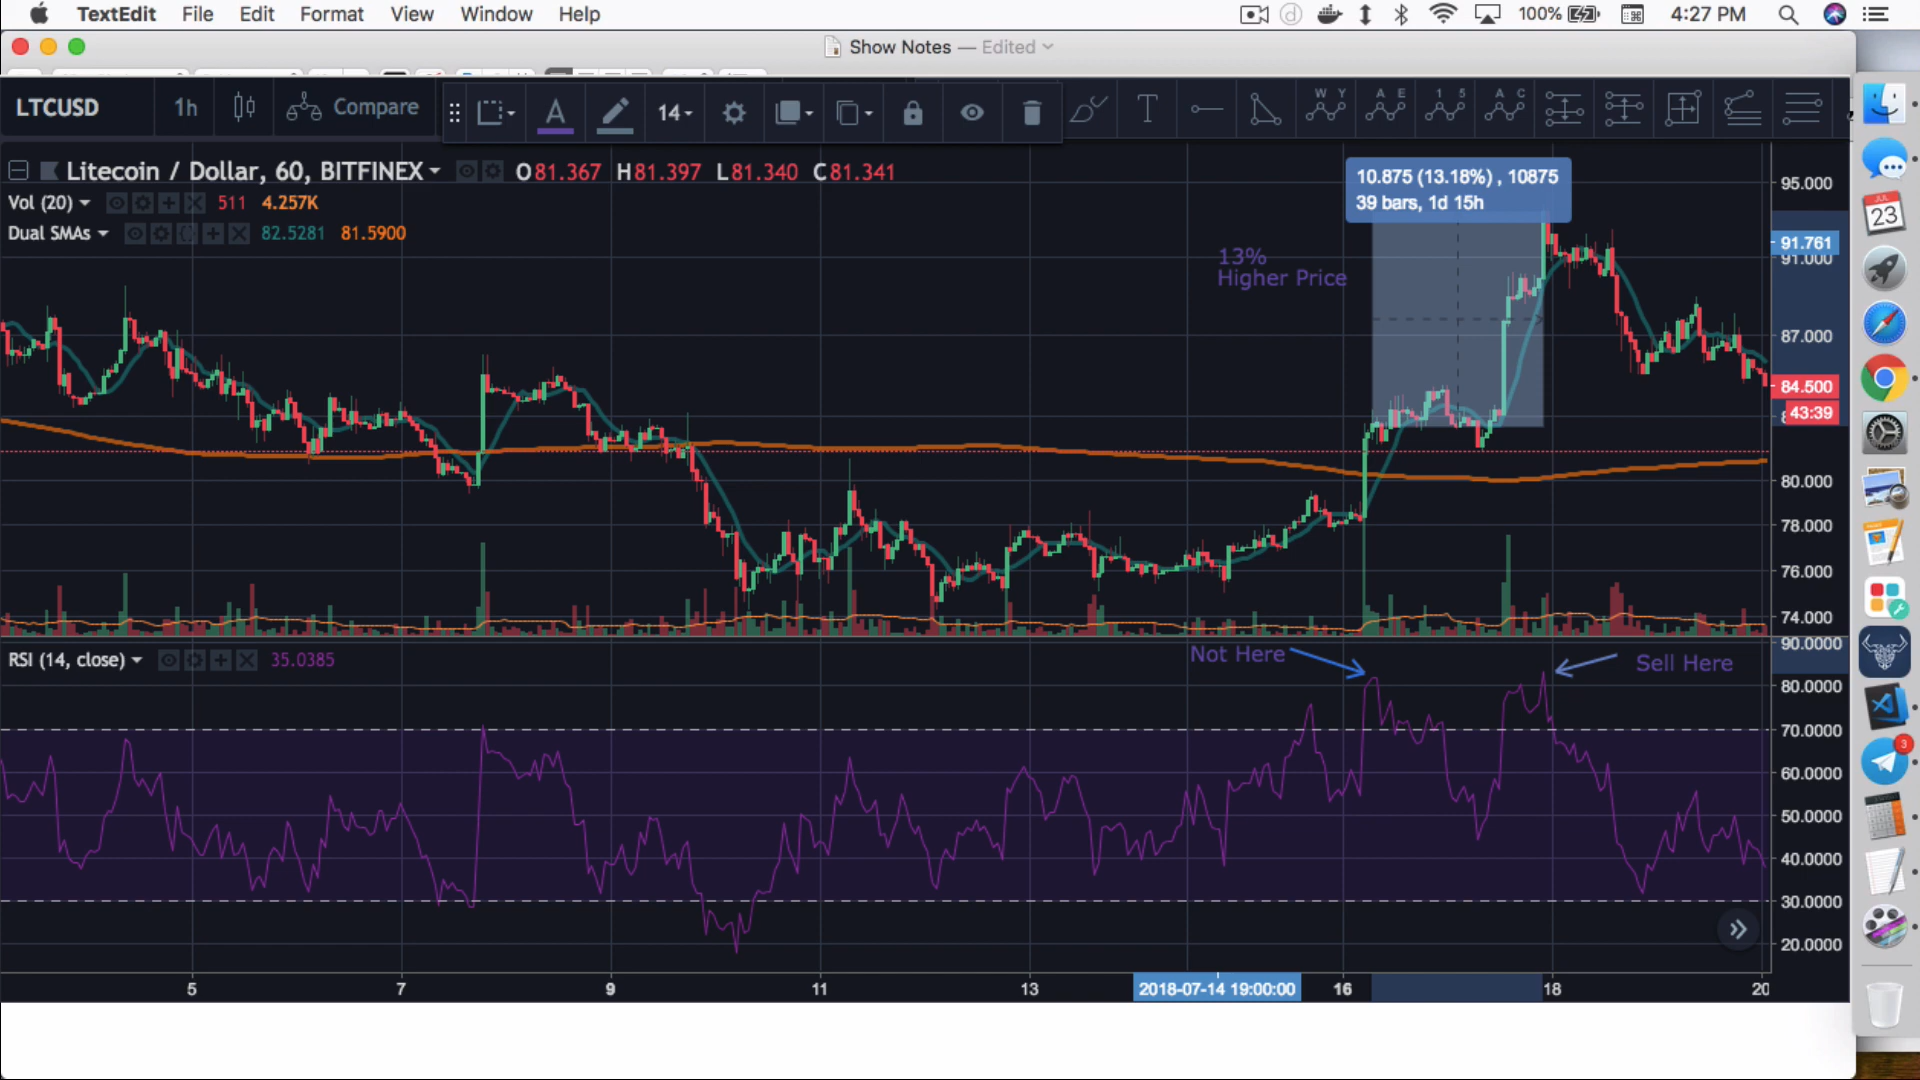 TextEdit File Edit Format View Window Help 100% 4:27 PM
Show Notes — Edited
LTCUSD 1h Compare A 14 T W Y A E 1 5 A C
Litecoin / Dollar, 60, BITFINEX O81.367 H81.397 L81.340 C81.341
Vol (20) 511 4.257K
Dual SMAs 82.5281 81.5900
10.875 (13.18%) , 10875
39 bars, 1d 15h
13%
Higher Price
95.000
91.761
91.000
87.000
84.500
43:39
80.000
78.000
76.000
74.000
RSI (14, close) 35.0385
Not Here
Sell Here
90.0000
80.0000
70.0000
60.0000
50.0000
40.0000
30.0000
20.0000
5 7 9 11 13 2018-07-14 19:00:00 16 18 20
JUL
23
3